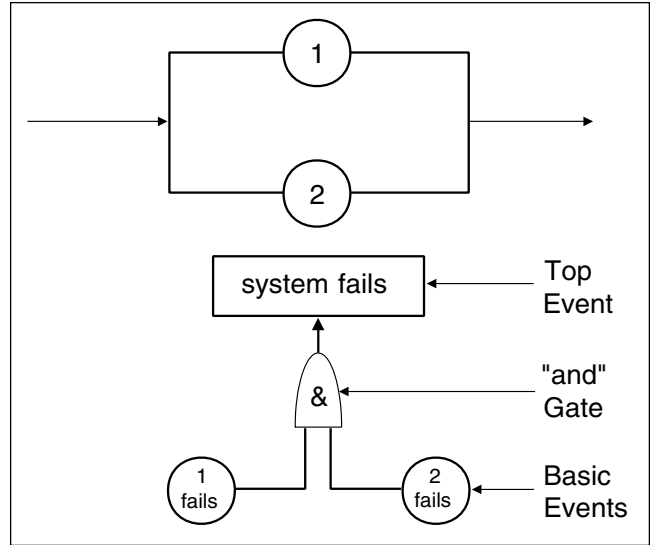 1
2
system fails
Top
Event
&
"and"
Gate
1
fails
2
fails
Basic
Events